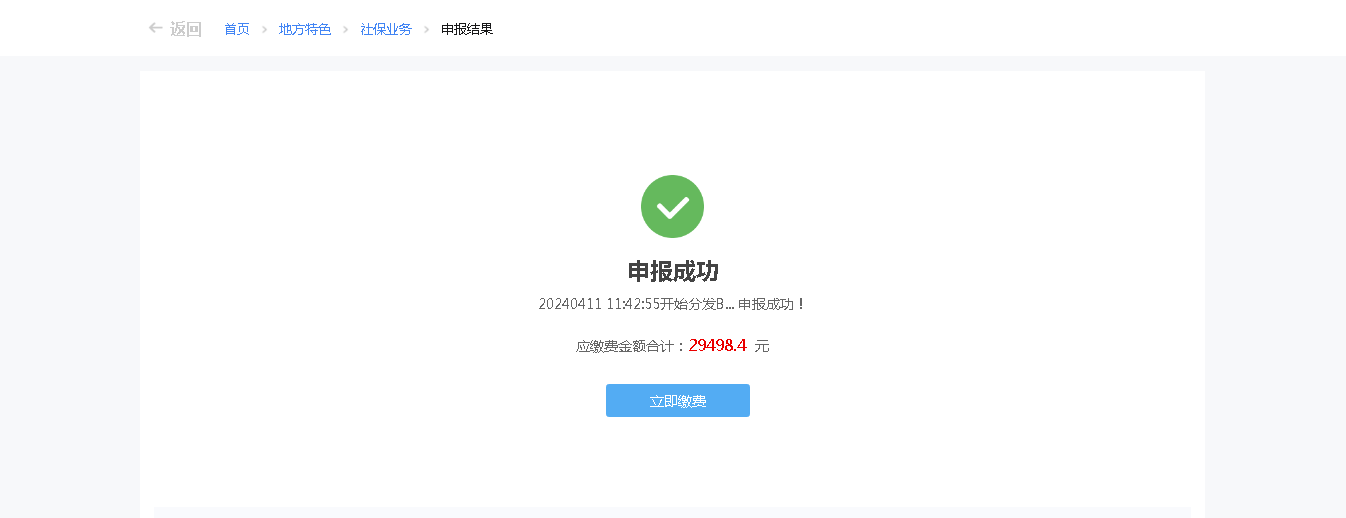 返回 首页 地方特色 社保业务 申报结果
申报成功
20240411 11:42:55开始分发B... 申报成功！
应缴费金额合计：29498.4 元
立即缴费